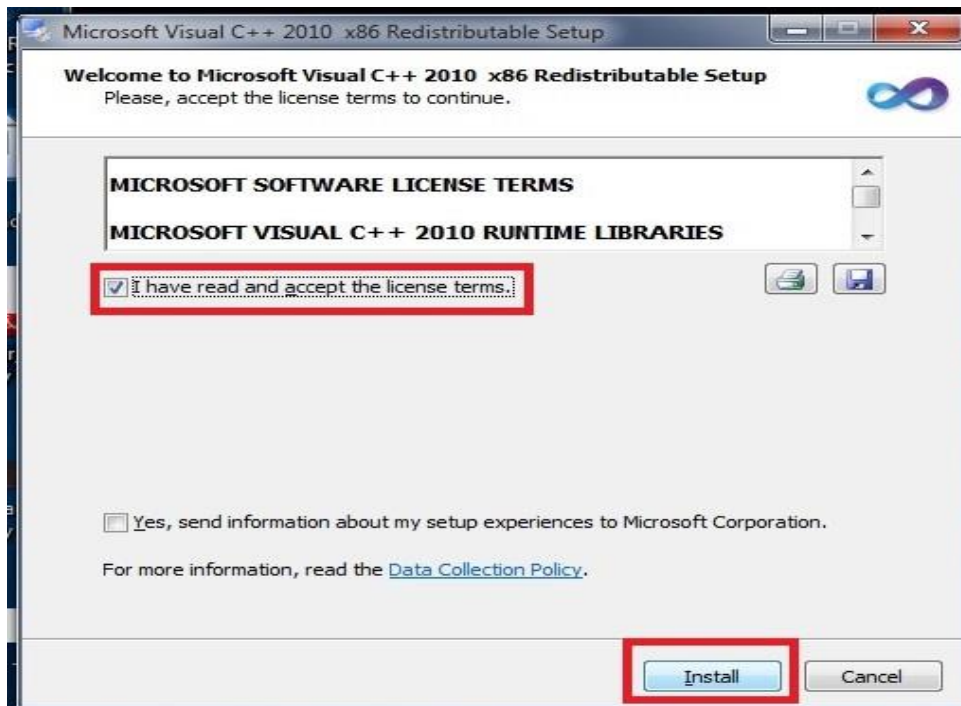 Microsoft Visual C++ 2010 x86 Redistributable Setup
Welcome to Microsoft Visual C++ 2010 x86 Redistributable Setup
Please, accept the license terms to continue.
MICROSOFT SOFTWARE LICENSE TERMS
MICROSOFT VISUAL C++ 2010 RUNTIME LIBRARIES
I have read and accept the license terms.
Yes, send information about my setup experiences to Microsoft Corporation.
For more information, read the Data Collection Policy.
Install
Cancel